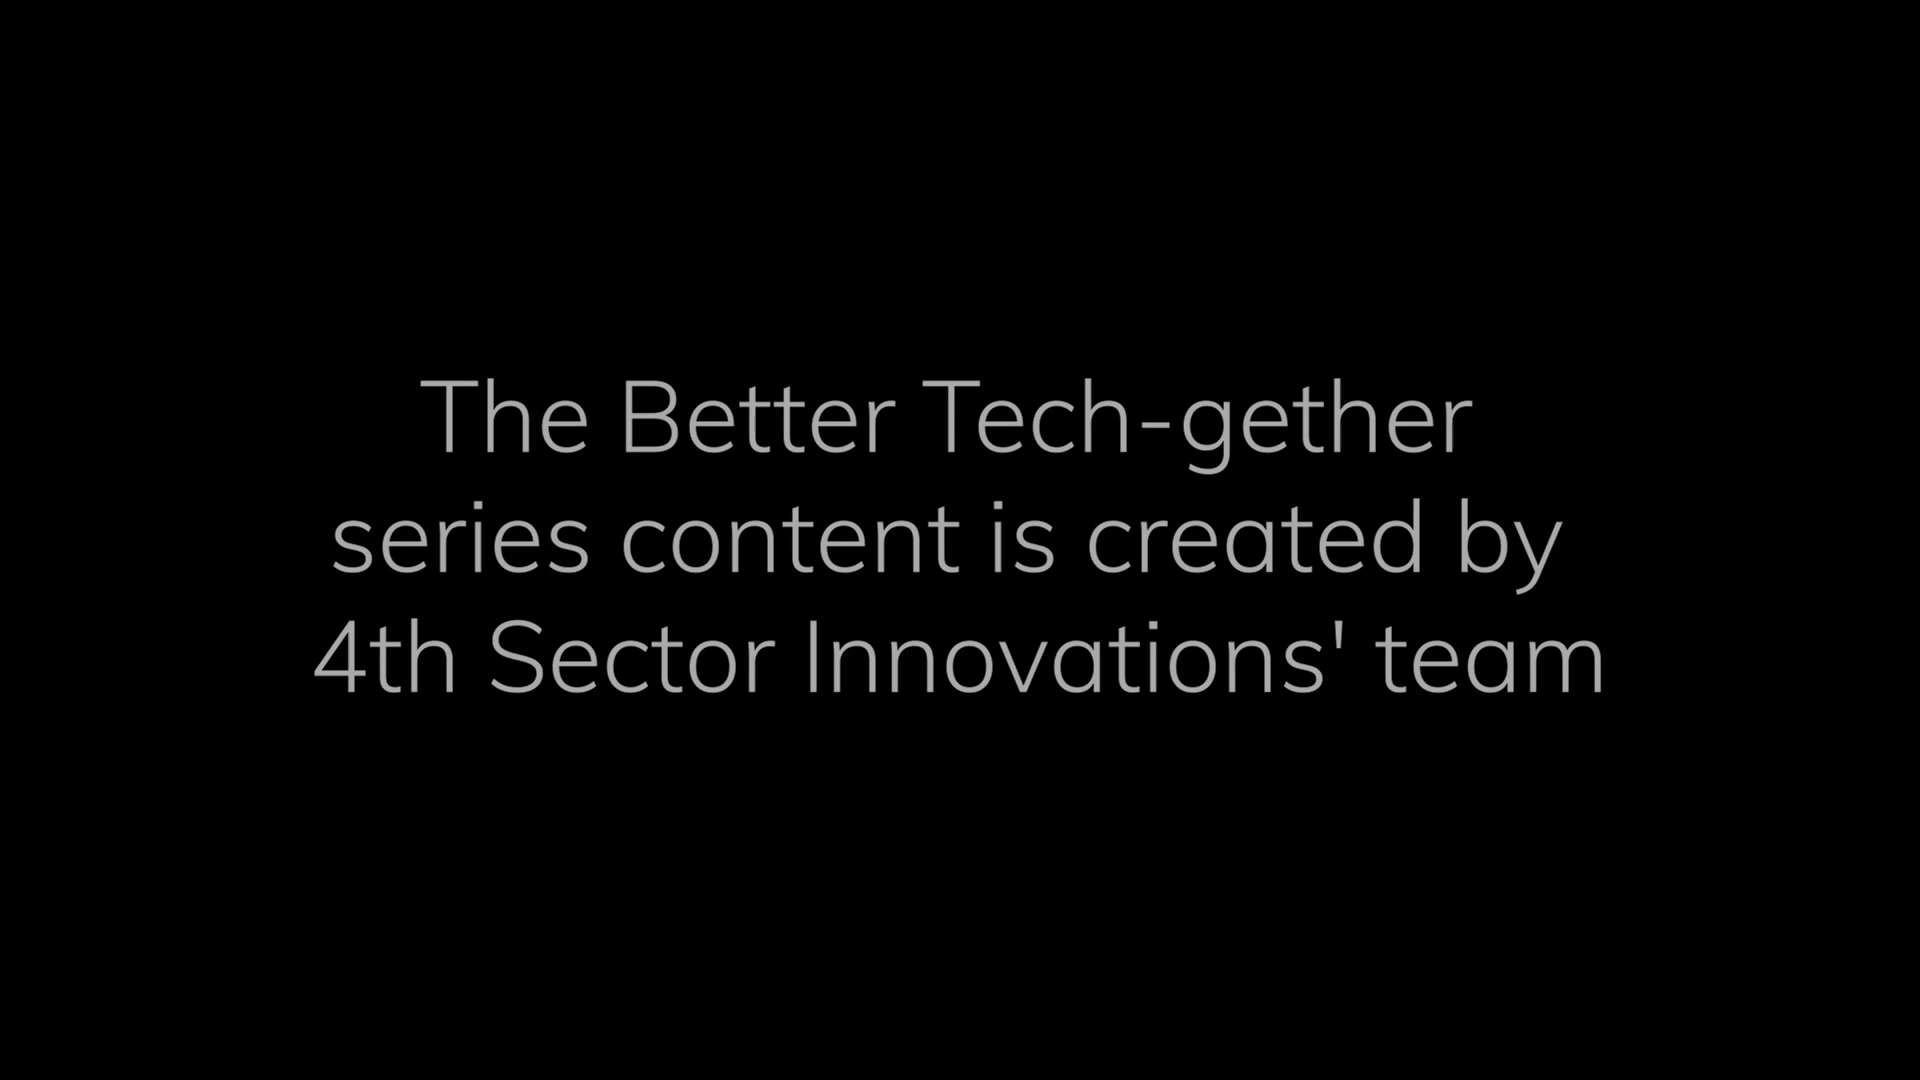 The Better Tech-gether
series content is created by
4th Sector Innovations' team